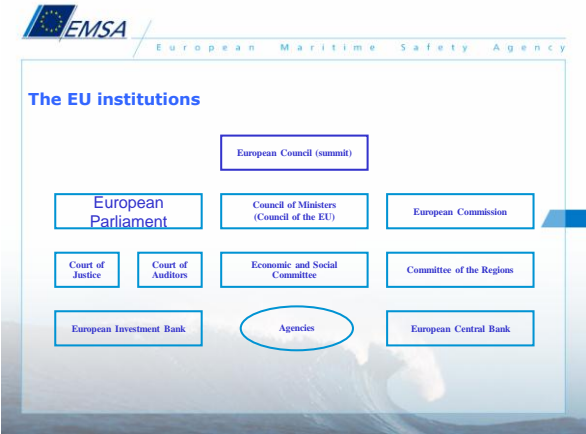 EMSA
European Maritime Safety Agency
The EU institutions
European Council (summit)
European
Parliament
Council of Ministers
(Council of the EU)
European Commission
Court of
Justice
Court of
Auditors
Economic and Social
Committee
Committee of the Regions
European Investment Bank
Agencies
European Central Bank